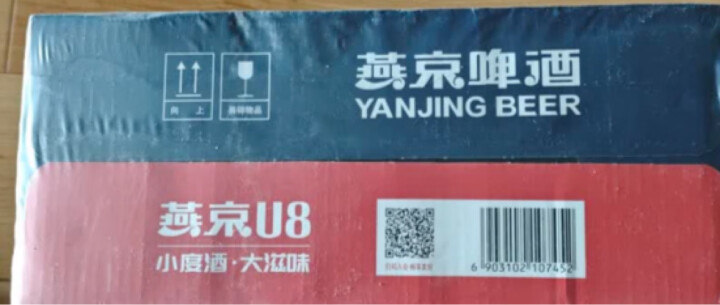 燕京啤酒
YANJING BEER
向 上
易碎物品
燕京U8
小度酒·大滋味
6 903102 107452